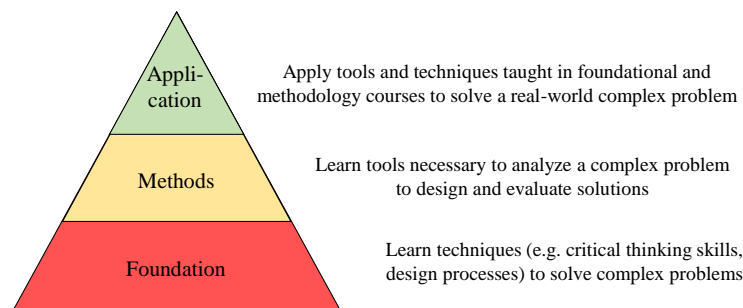 Appli-
cation
Apply tools and techniques taught in foundational and
methodology courses to solve a real-world complex problem
Methods
Learn tools necessary to analyze a complex problem
to design and evaluate solutions
Foundation
Learn techniques (e.g. critical thinking skills,
design processes) to solve complex problems